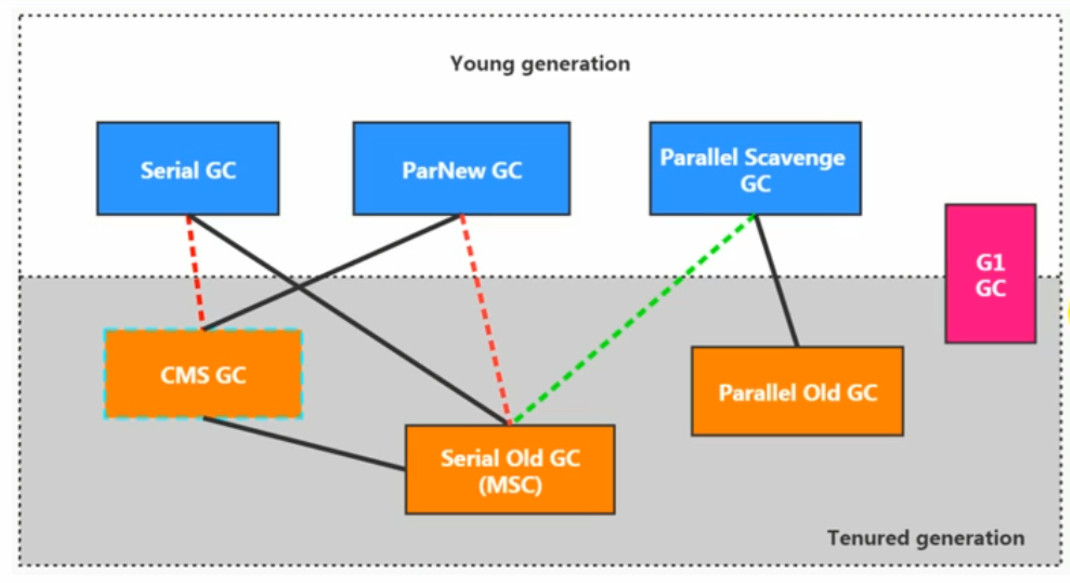 Young generation
Serial GC
ParNew GC
Parallel Scavenge
GC
G1
GC
CMS GC
Parallel Old GC
Serial Old GC
(MSC)
Tenured generation